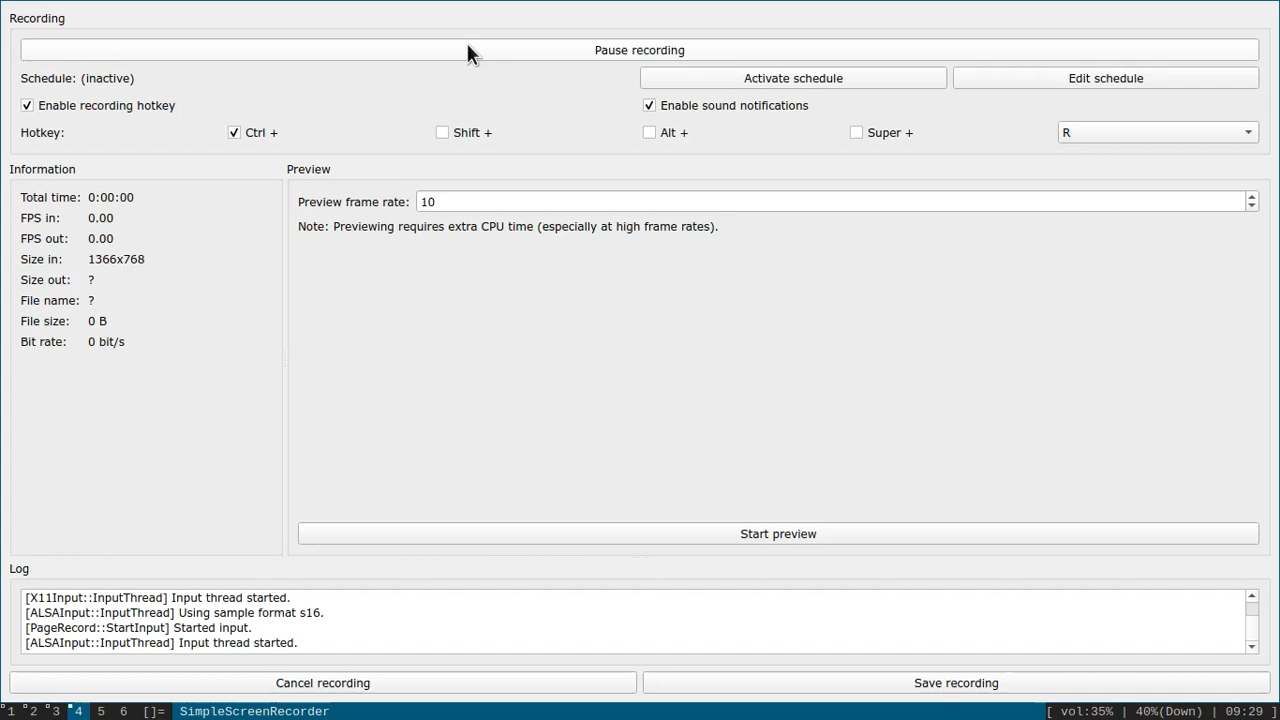 Recording
Pause recording
Schedule: (inactive)
Activate schedule
Edit schedule
Enable recording hotkey
Enable sound notifications
Hotkey:
Ctrl +
Shift +
Alt +
Super +
R
Information
Total time: 0:00:00
FPS in: 0.00
FPS out: 0.00
Size in: 1366x768
Size out: ?
File name: ?
File size: 0 B
Bit rate: 0 bit/s
Preview
Preview frame rate: 10
Note: Previewing requires extra CPU time (especially at high frame rates).
Start preview
Log
[X11Input::InputThread] Input thread started.
[ALSAInput::InputThread] Using sample format s16.
[PageRecord::StartInput] Started input.
[ALSAInput::InputThread] Input thread started.
Cancel recording
Save recording
1 2 3 4 5 6 []= SimpleScreenRecorder
[ vol:35% | 40%(Down) | 09:29 ]